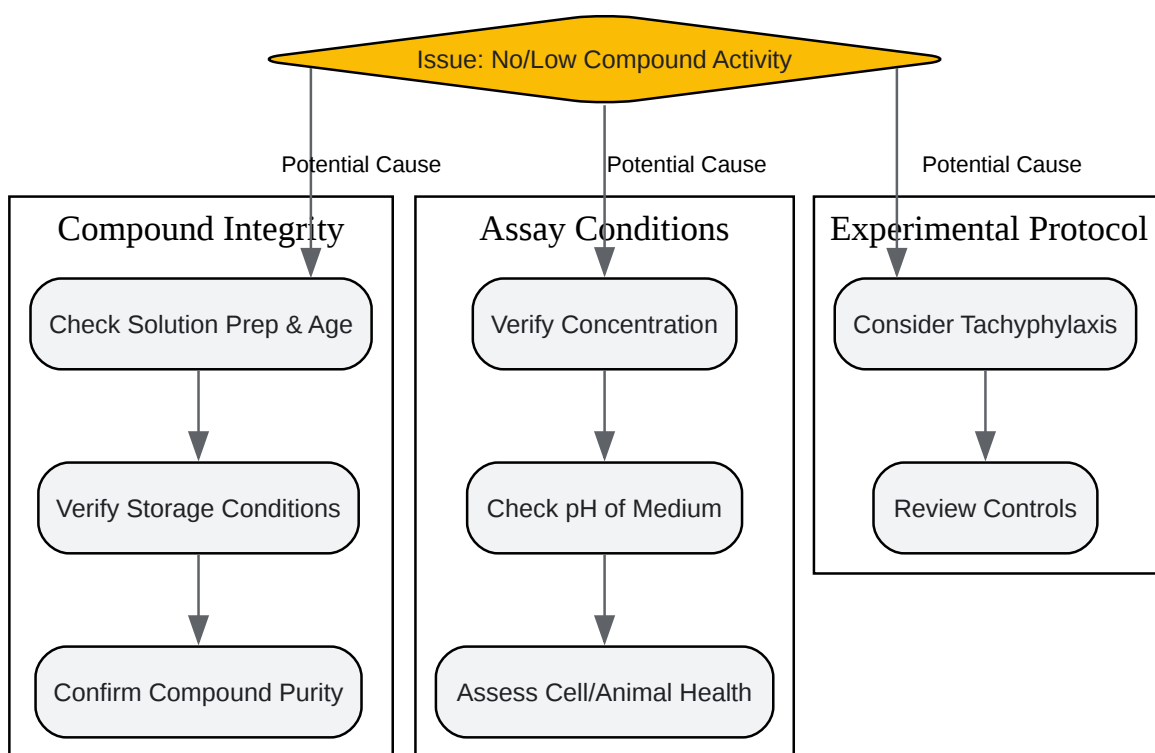 Issue: No/Low Compound Activity
Potential Cause
Potential Cause
Potential Cause
Compound Integrity
Check Solution Prep & Age
Verify Storage Conditions
Confirm Compound Purity
Assay Conditions
Verify Concentration
Check pH of Medium
Assess Cell/Animal Health
Experimental Protocol
Consider Tachyphylaxis
Review Controls